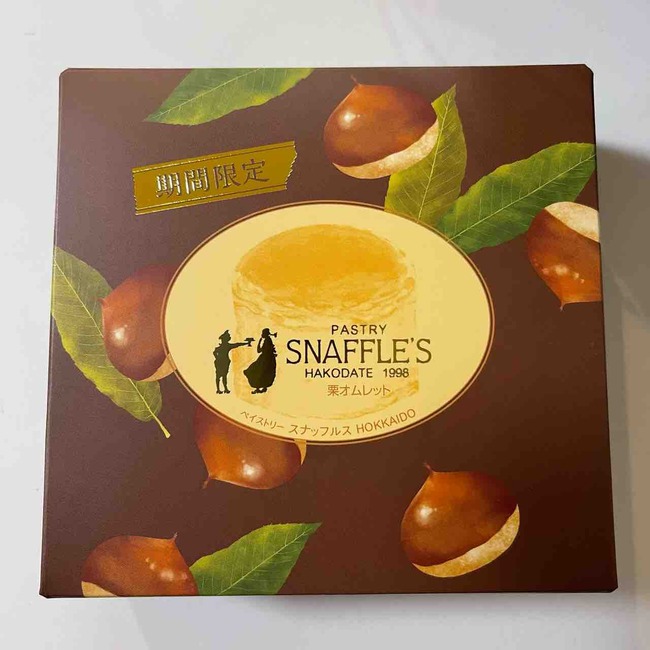 期間限定
PASTRY
SNAFFLE'S
HAKODATE 1998
栗オムレット
ペイストリー スナッフルス HOKKAIDO